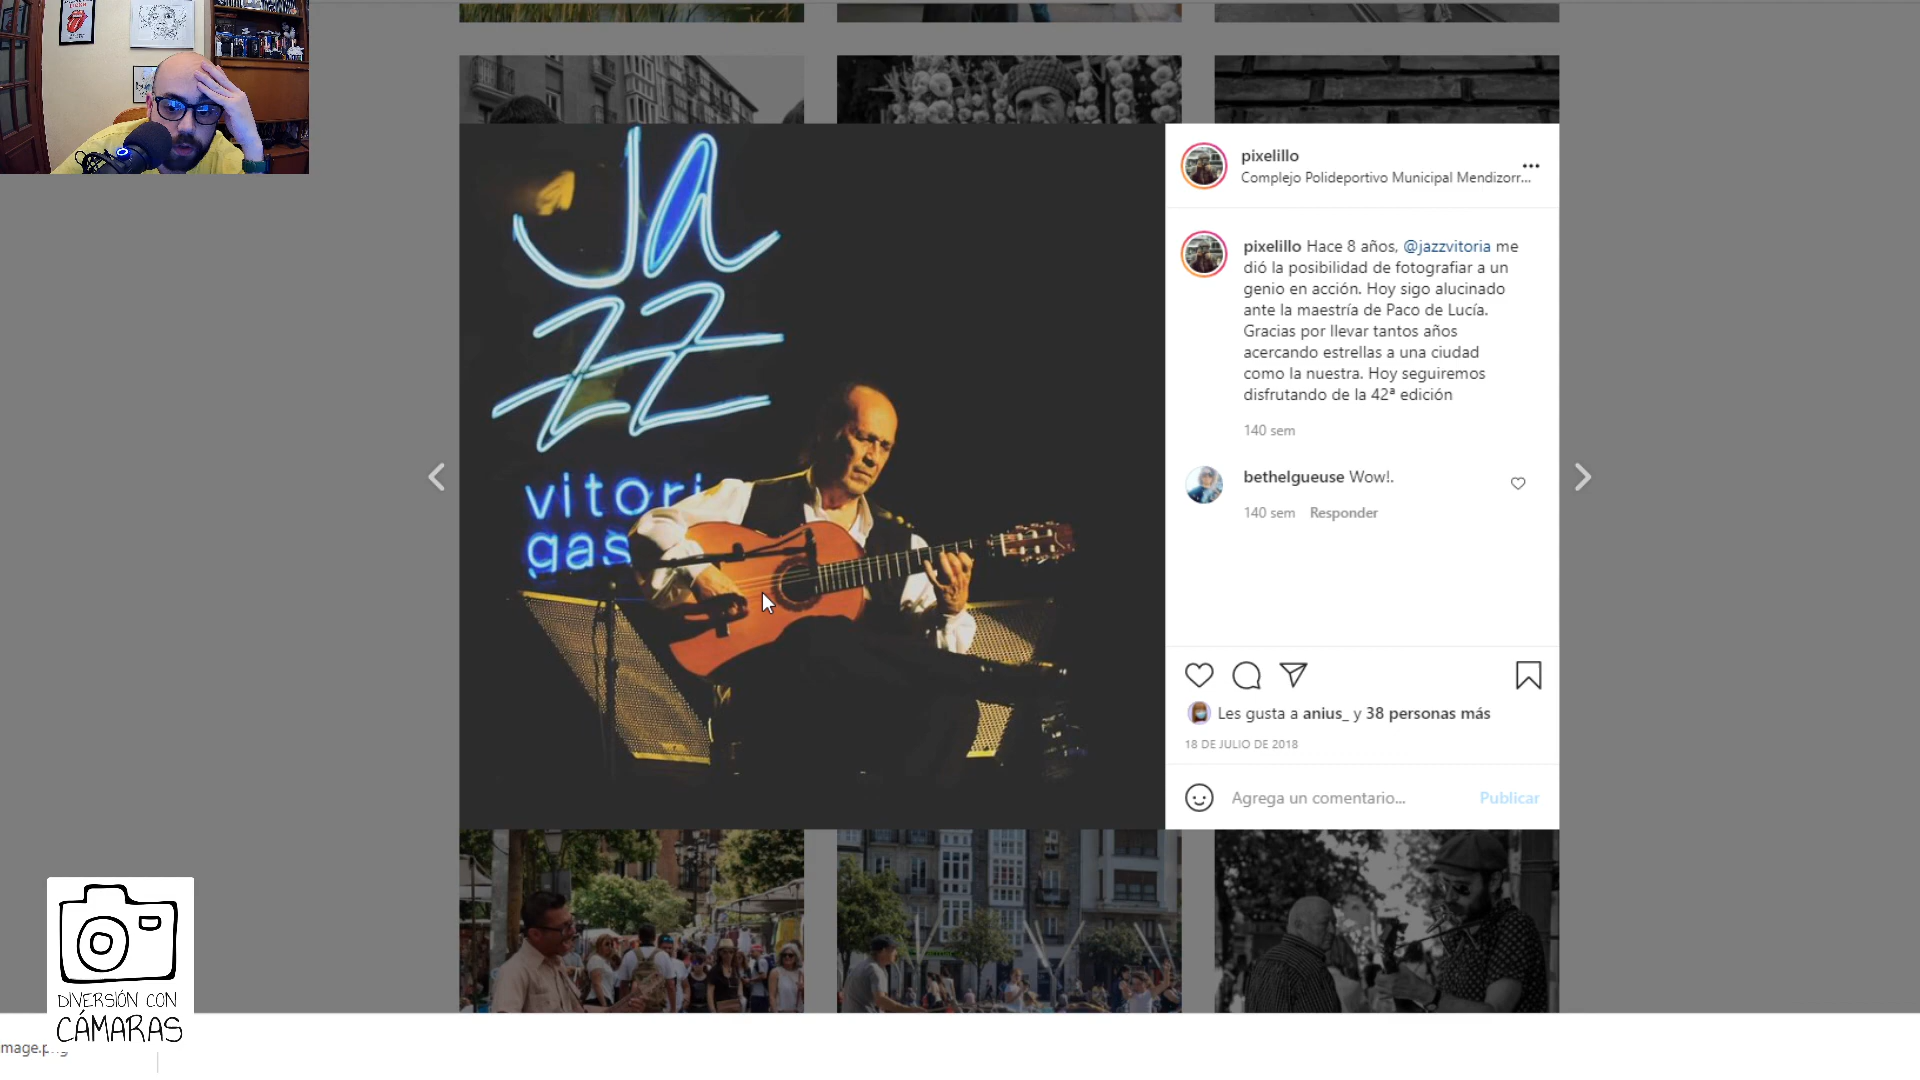 Jazz
vitori
gas
pixelillo
Complejo Polideportivo Municipal Mendizorr...
pixelillo Hace 8 años, @jazzvitoria me
dió la posibilidad de fotografiar a un
genio en acción. Hoy sigo alucinado
ante la maestría de Paco de Lucía.
Gracias por llevar tantos años
acercando estrellas a una ciudad
como la nuestra. Hoy seguiremos
disfrutando de la 42ª edición
140 sem
bethelgueuse Wow!.
140 sem Responder
Les gusta a anius_ y 38 personas más
18 DE JULIO DE 2018
Agrega un comentario... Publicar
DIVERSIÓN CON
CÁMARAS